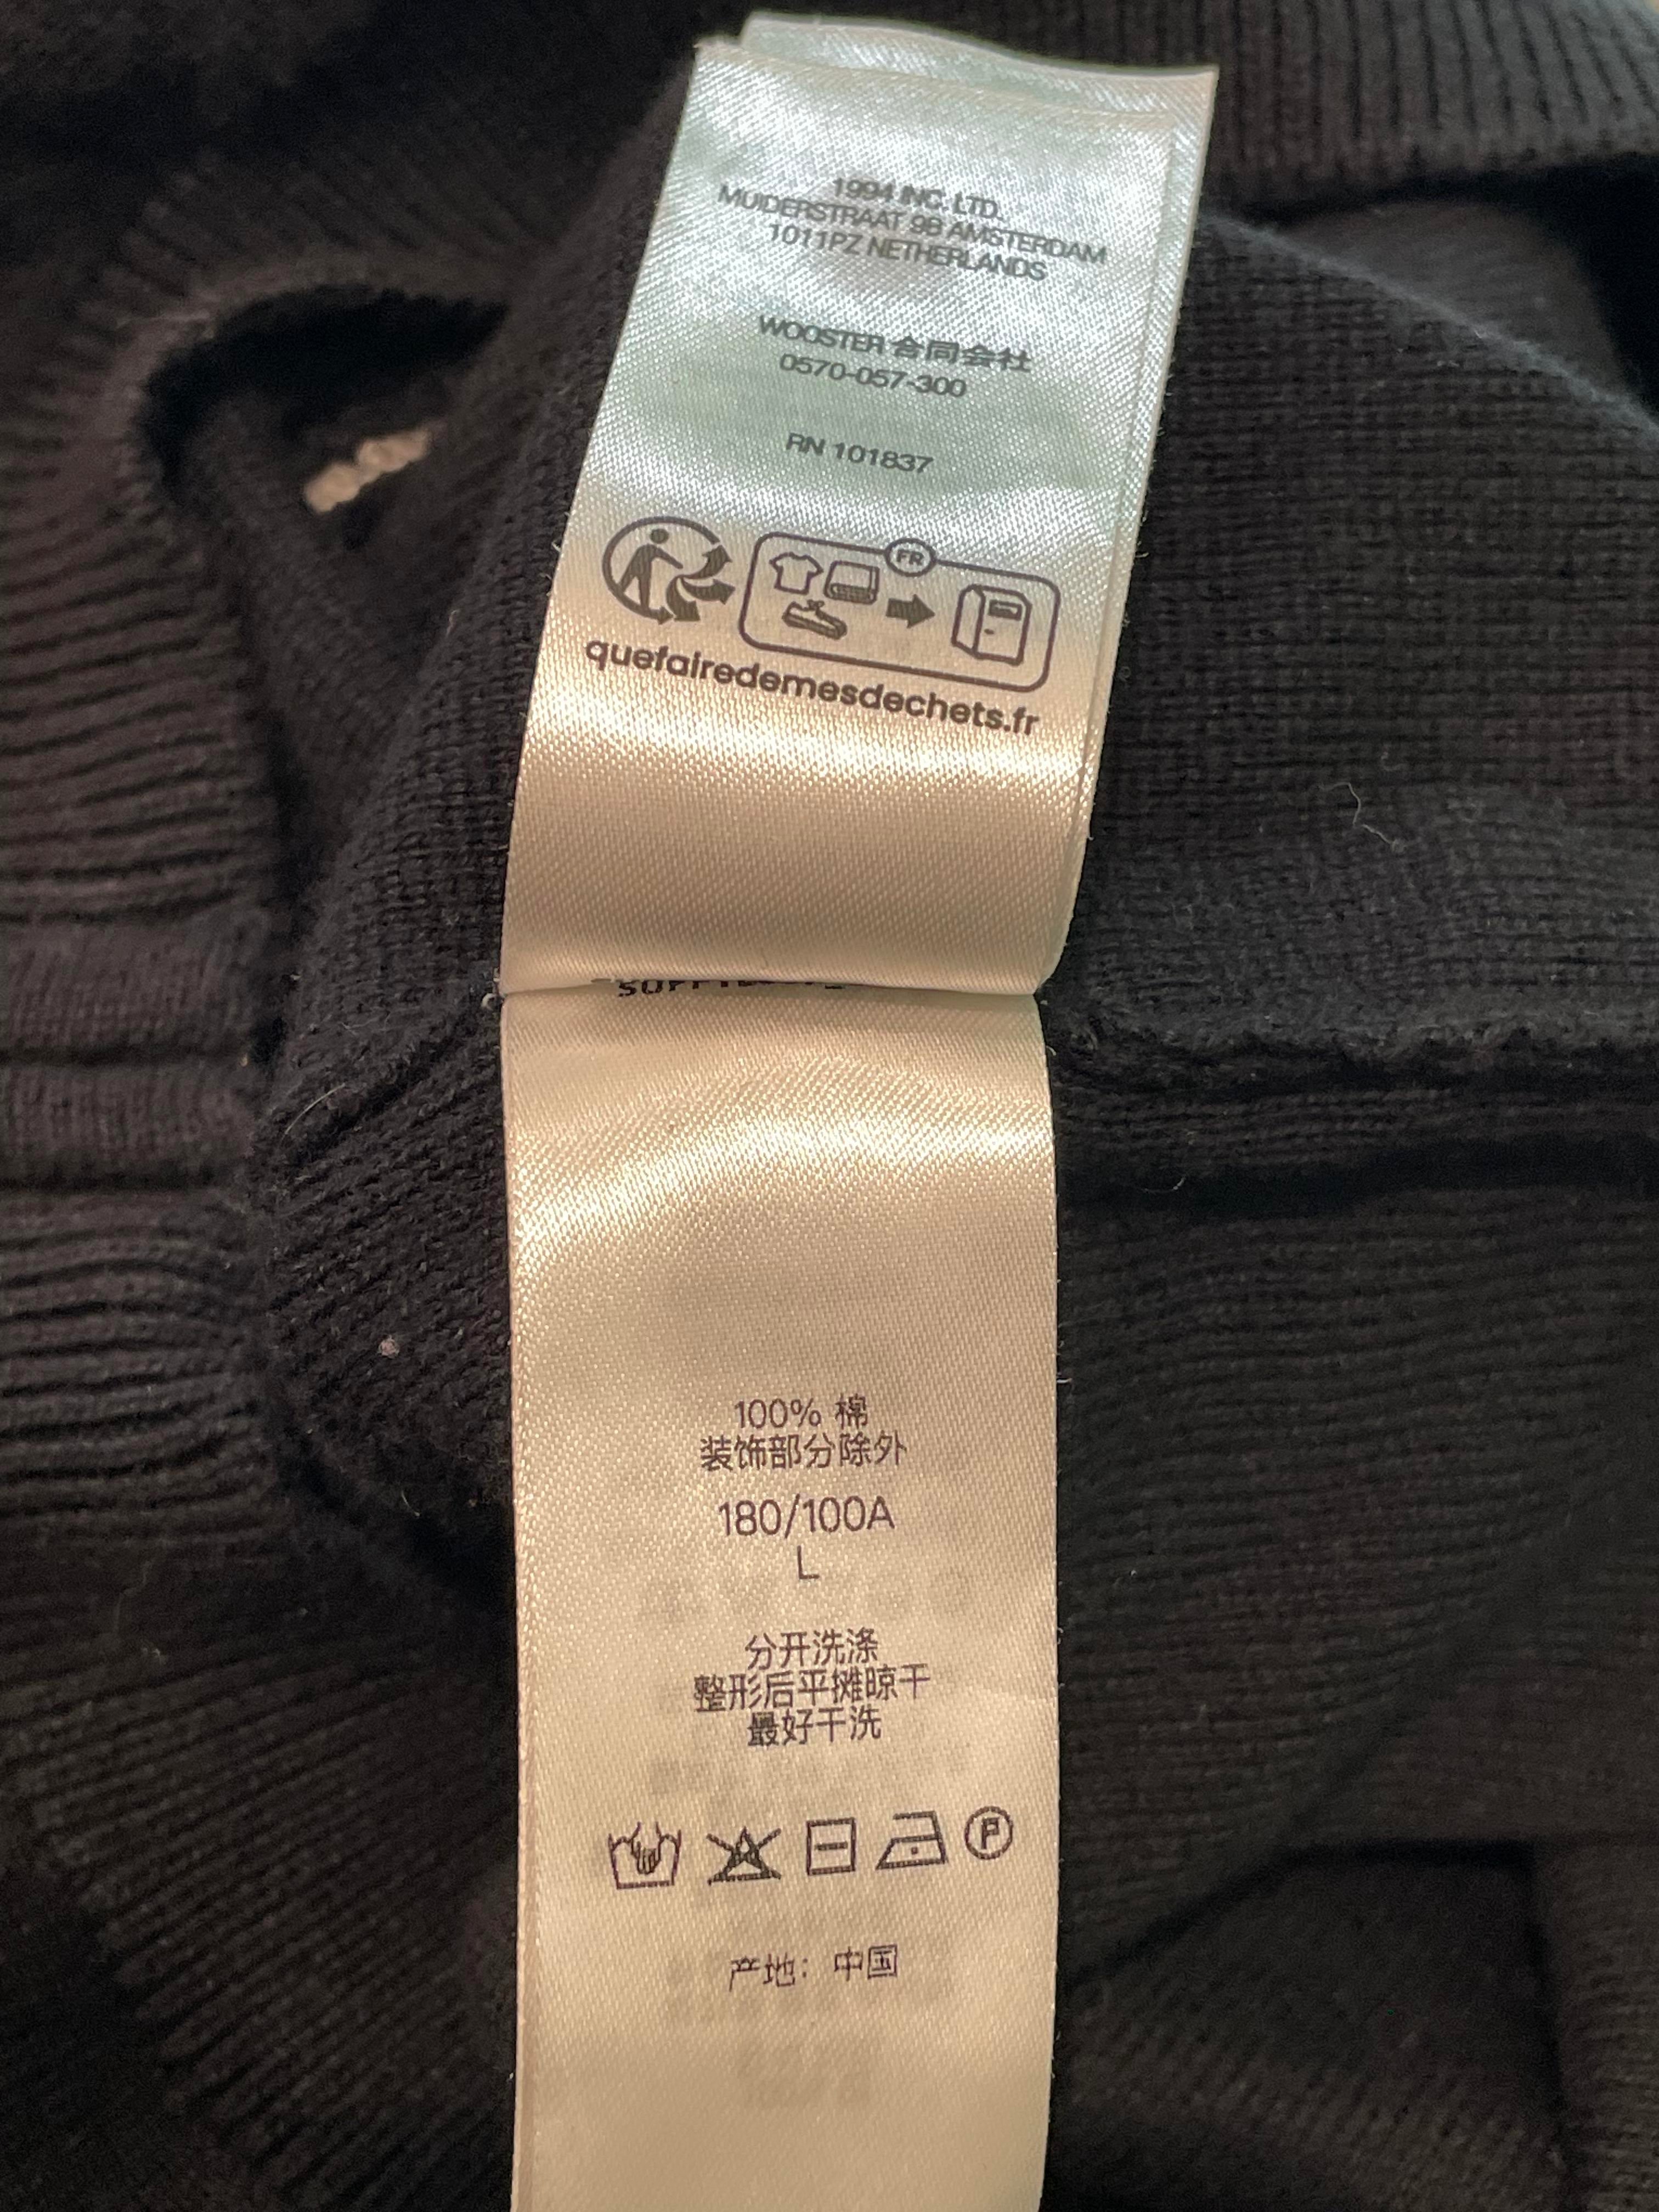 1994 INC. LTD.
MUIDERSTRAAT 9B AMSTERDAM
1011PZ NETHERLANDS
WOOSTER 合同会社
0570-057-300
RN 101837
FR
quefairedemesdechets.fr
100% 棉
装饰部分除外
180/100A
L
分开洗涤
整形后平摊晾干
最好干洗
P
产地：中国